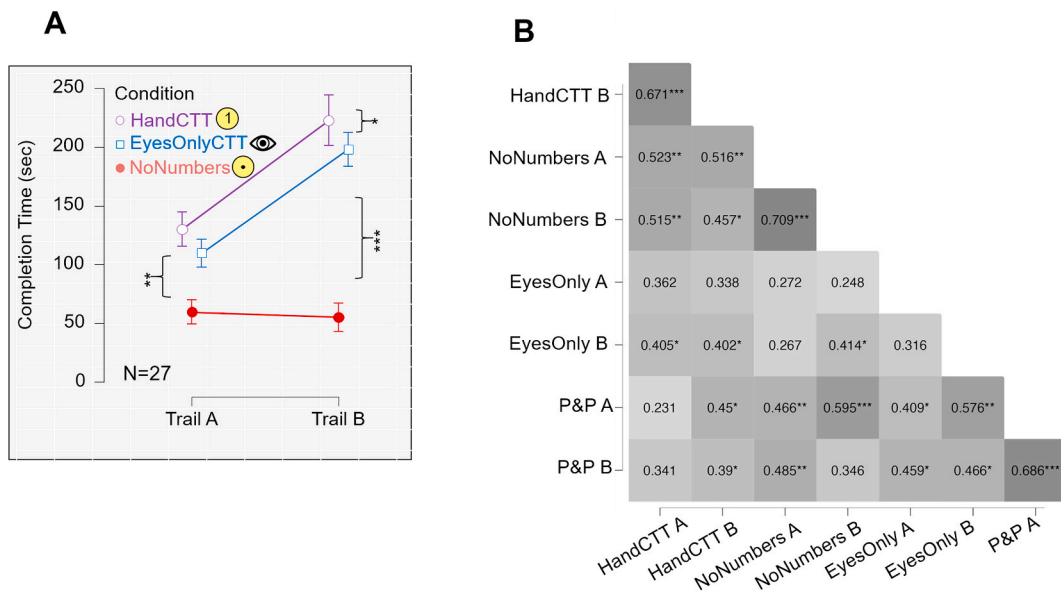 A
250
200
150
100
50
0
Completion Time (sec)
Condition
HandCTT 1
EyesOnlyCTT
NoNumbers
*
***
**
N=27
Trail A
Trail B
B
HandCTT B 0.671***
NoNumbers A 0.523** 0.516**
NoNumbers B 0.515** 0.457* 0.709***
EyesOnly A 0.362 0.338 0.272 0.248
EyesOnly B 0.405* 0.402* 0.267 0.414* 0.316
P&P A 0.231 0.45* 0.466** 0.595*** 0.409* 0.576**
P&P B 0.341 0.39* 0.485** 0.346 0.459* 0.466* 0.686***
HandCTT A
HandCTT B
NoNumbers A
NoNumbers B
EyesOnly A
EyesOnly B
P&P A